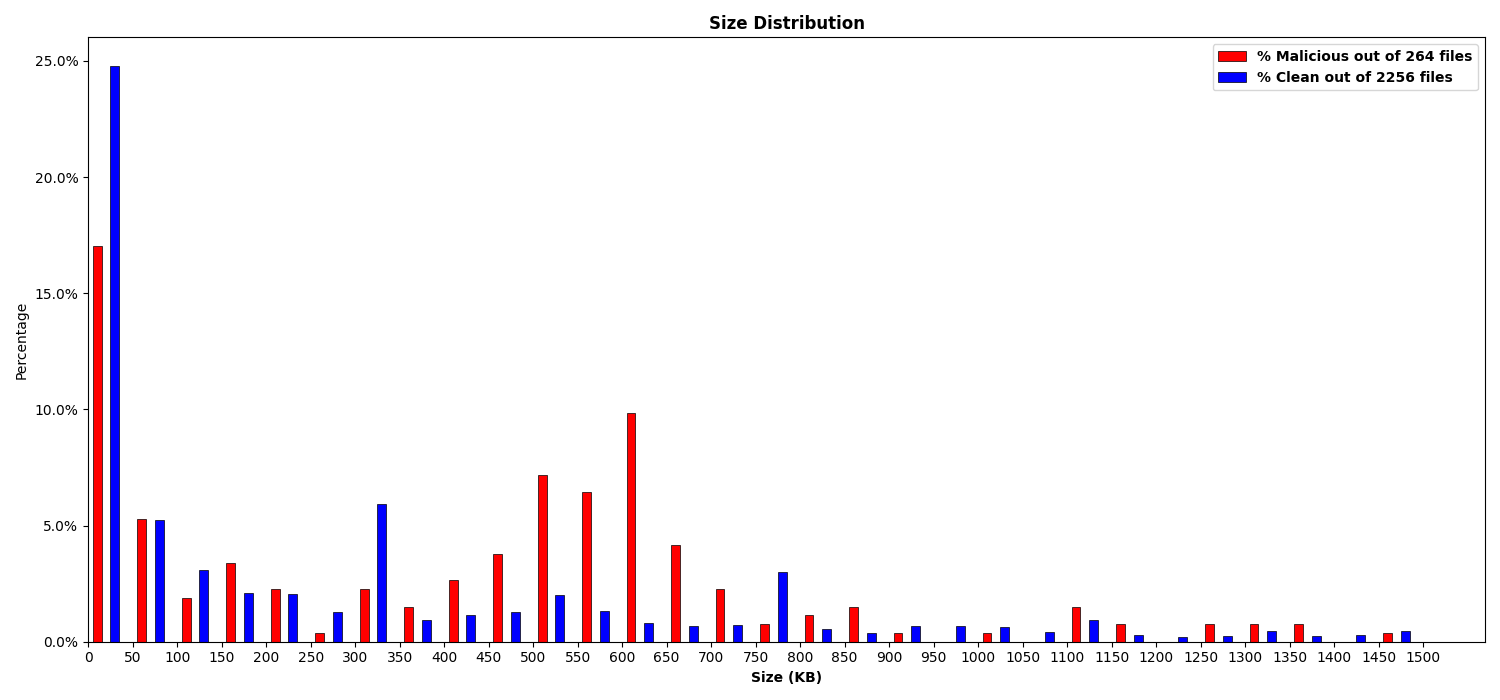 Size Distribution
% Malicious out of 264 files
% Clean out of 2256 files
25.0%
20.0%
15.0%
10.0%
5.0%
0.0%
Percentage
0 50 100 150 200 250 300 350 400 450 500 550 600 650 700 750 800 850 900 950 1000 1050 1100 1150 1200 1250 1300 1350 1400 1450 1500
Size (KB)